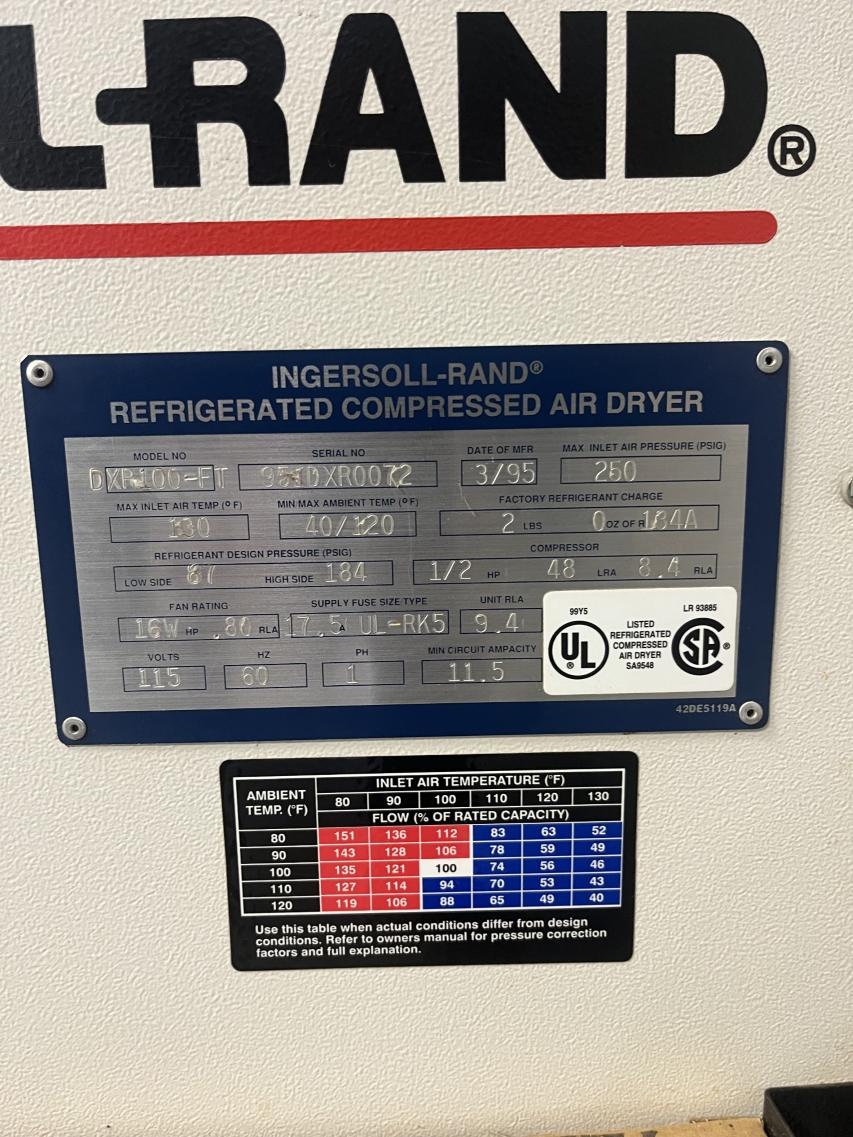 L-RAND®
INGERSOLL-RAND®
REFRIGERATED COMPRESSED AIR DRYER
MODEL NO SERIAL NO DATE OF MFR MAX. INLET AIR PRESSURE (PSIG)
DXR100-FT 3/95 250
MAX INLET AIR TEMP (°F) MIN/MAX AMBIENT TEMP (°F) FACTORY REFRIGERANT CHARGE
130 40/120 2 LBS 0 OZ OF R 134A
REFRIGERANT DESIGN PRESSURE (PSIG) COMPRESSOR
LOW SIDE HIGH SIDE 184 1/2 HP 48 LRA 8.4 RLA
FAN RATING SUPPLY FUSE SIZE/TYPE UNIT RLA
16W HP .80 RLA 17.5 A UL-RK5 9.4
VOLTS HZ PH MIN CIRCUIT AMPACITY
115 60 1 11.5
99Y5 LR 93885
UL ® LISTED REFRIGERATED COMPRESSED AIR DRYER SA9548 SA ®
42DE5119A
AMBIENT TEMP. (°F) INLET AIR TEMPERATURE (°F)
80 90 100 110 120 130
FLOW (% OF RATED CAPACITY)
80 151 136 112 83 63 52
90 143 128 106 78 59 49
100 135 121 100 74 56 46
110 127 114 94 70 53 43
120 119 106 88 65 49 40
Use this table when actual conditions differ from design
conditions. Refer to owners manual for pressure correction
factors and full explanation.